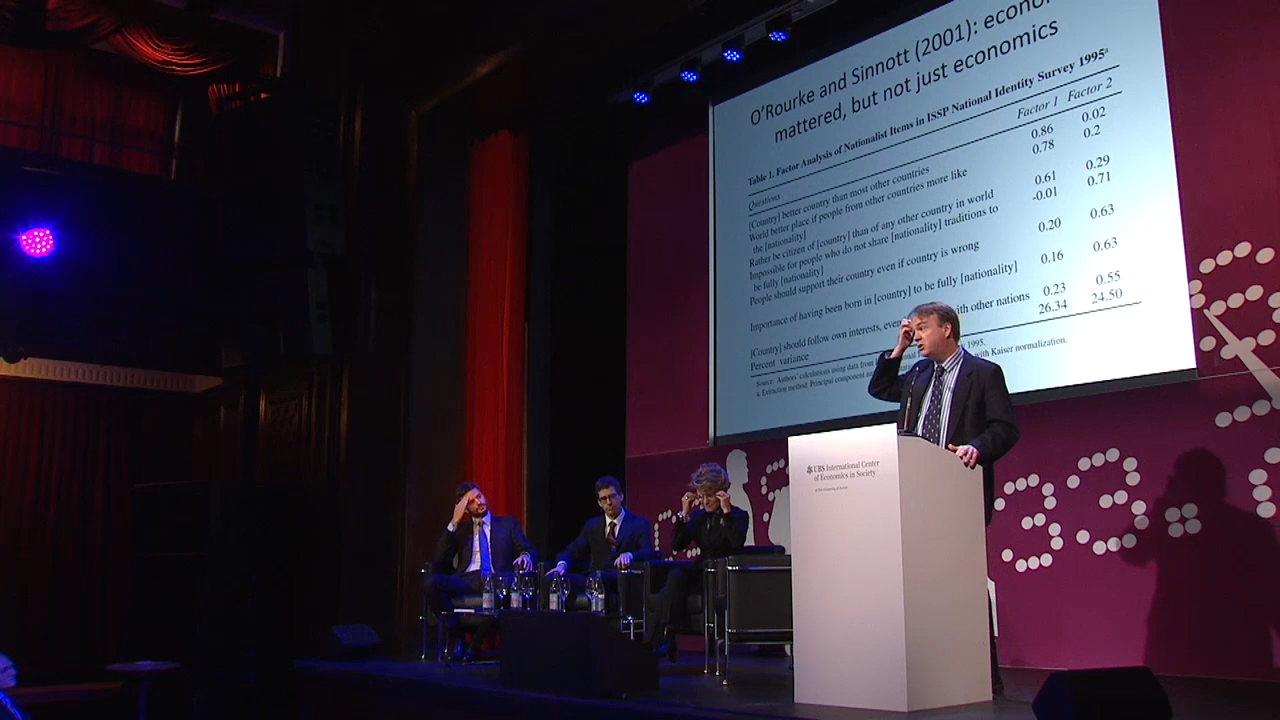 O'Rourke and Sinnott (2001): econo
mattered, but not just economics
Table 1. Factor Analysis of Nationalist Items in ISSP National Identity Survey 1995ª
Questions Factor 1 Factor 2
[Country] better country than most other countries 0.86 0.02
World better place if people from other countries more like 0.78 0.2
the [nationality]
Rather be citizen of [country] than of any other country in world 0.61 0.29
Impossible for people who do not share [nationality] traditions to -0.01 0.71
be fully [nationality]
People should support their country even if country is wrong 0.20 0.63
Importance of having been born in [country] to be fully [nationality] 0.16 0.63
[Country] should follow own interests, even with other nations 0.23 0.55
Percent variance 26.34 24.50
Source: Authors' calculations using data from 1995.
a. Extraction method: Principal component with Kaiser normalization.
UBS International Center
of Economics in Society
33